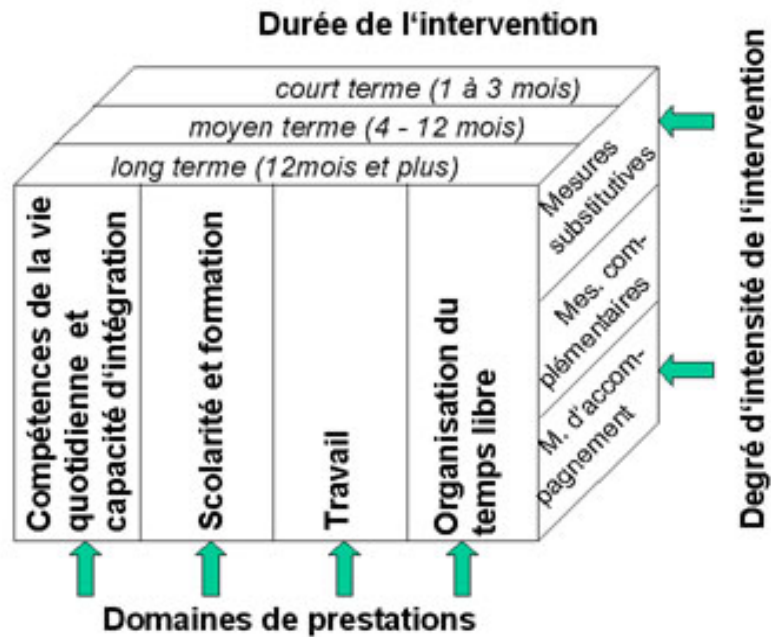 Durée de l'intervention
court terme (1 à 3 mois)
moyen terme (4 - 12 mois)
long terme (12mois et plus)
Compétences de la vie
quotidienne et
capacité d'intégration
Scolarité et formation
Travail
Organisation du
temps libre
Mesures
substitutives
Mes. com-
plémentaires
M. d'accom-
pagnement
Degré d'intensité de l'intervention
Domaines de prestations